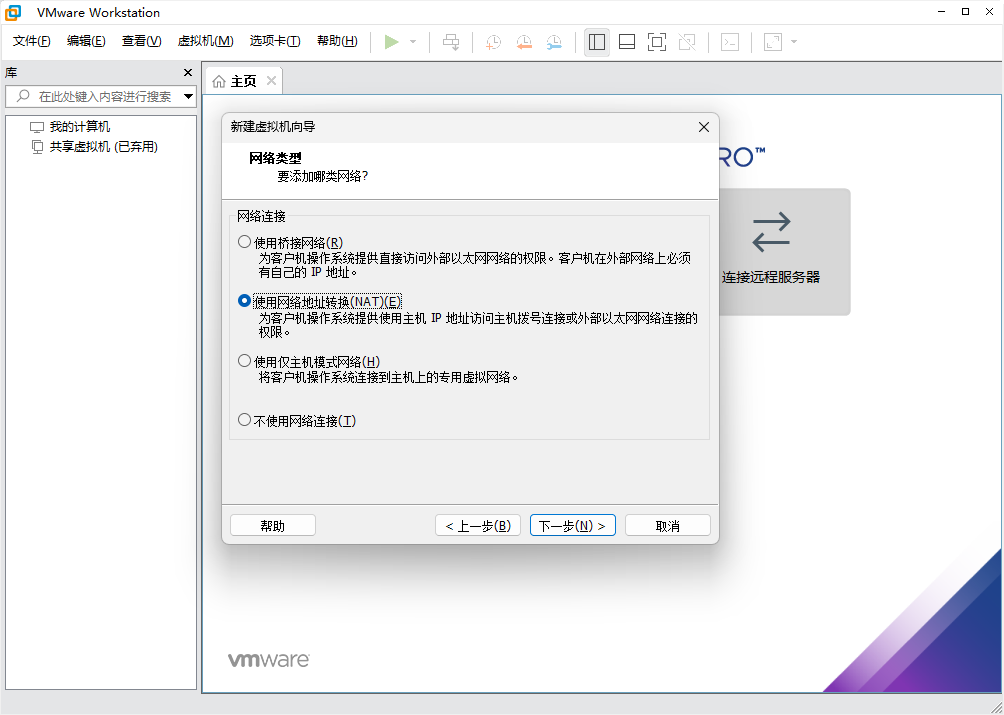 VMware Workstation
文件(F) 编辑(E) 查看(V) 虚拟机(M) 选项卡(T) 帮助(H)
库
在此处键入内容进行搜索
我的计算机
共享虚拟机 (已弃用)
主页
新建虚拟机向导
网络类型
要添加哪类网络?
网络连接
使用桥接网络(R)
为客户机操作系统提供直接访问外部以太网网络的权限。客户机在外部网络上必须
有自己的 IP 地址。
使用网络地址转换(NAT)(E)
为客户机操作系统提供使用主机 IP 地址访问主机拨号连接或外部以太网网络连接的
权限。
使用仅主机模式网络(H)
将客户机操作系统连接到主机上的专用虚拟网络。
不使用网络连接(T)
帮助
< 上一步(B)
下一步(N) >
取消
RO™
连接远程服务器
vmware